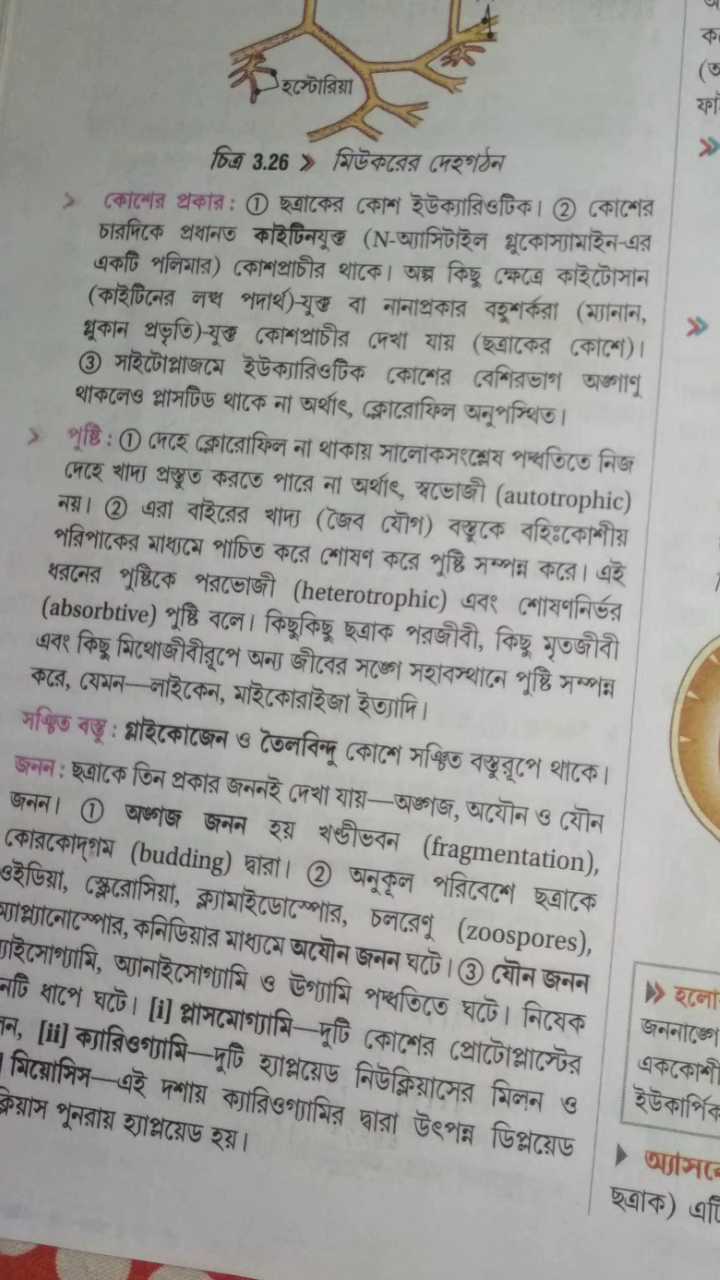 হস্টোরিয়া
চিত্র 3.26 » মিউকরের দেহগঠন
> কোশের প্রকার : ① ছত্রাকের কোশ ইউক্যারিওটিক। ② কোশের
চারদিকে প্রধানত কাইটিনযুক্ত (N-অ্যাসিটাইল গ্লুকোস্যামাইন-এর
একটি পলিমার) কোশপ্রাচীর থাকে। অল্প কিছু ক্ষেত্রে কাইটোসান
(কাইটিনের লব্ধ পদার্থ)-যুক্ত বা নানাপ্রকার বহুশর্করা (ম্যানান,
গ্লুকান প্রভৃতি)-যুক্ত কোশপ্রাচীর দেখা যায় (ছত্রাকের কোশে)।
③ সাইটোপ্লাজমে ইউক্যারিওটিক কোশের বেশিরভাগ অঙ্গাণু
থাকলেও প্লাসটিড থাকে না অর্থাৎ, ক্লোরোফিল অনুপস্থিত।
> পুষ্টি : ① দেহে ক্লোরোফিল না থাকায় সালোকসংশ্লেষ পদ্ধতিতে নিজ
দেহে খাদ্য প্রস্তুত করতে পারে না অর্থাৎ, স্বভোজী (autotrophic)
নয়। ② এরা বাইরের খাদ্য (জৈব যৌগ) বস্তুকে বহিঃকোশীয়
পরিপাকের মাধ্যমে পাচিত করে শোষণ করে পুষ্টি সম্পন্ন করে। এই
ধরনের পুষ্টিকে পরভোজী (heterotrophic) এবং শোষণনির্ভর
(absorbtive) পুষ্টি বলে। কিছুকিছু ছত্রাক পরজীবী, কিছু মৃতজীবী
এবং কিছু মিথোজীবীরূপে অন্য জীবের সঙ্গে সহাবস্থানে পুষ্টি সম্পন্ন
করে, যেমন—লাইকেন, মাইকোরাইজা ইত্যাদি।
সঞ্চিত বস্তু : গ্লাইকোজেন ও তৈলবিন্দু কোশে সঞ্চিত বস্তুরূপে থাকে।
জনন : ছত্রাকে তিন প্রকার জননই দেখা যায়—অঙ্গজ, অযৌন ও যৌন
জনন। ① অঙ্গজ জনন হয় খণ্ডীভবন (fragmentation),
কোরকোদ্‌গম (budding) দ্বারা। ② অনুকূল পরিবেশে ছত্রাকে
ওইডিয়া, স্ক্লেরোসিয়া, ক্ল্যামাইডোস্পোর, চলরেণু (zoospores),
্যাপ্লানোস্পোর, কনিডিয়ার মাধ্যমে অযৌন জনন ঘটে। ③ যৌন জনন
াইসোগ্যামি, অ্যানাইসোগ্যামি ও ঊগ্যামি পদ্ধতিতে ঘটে। নিষেক
নটি ধাপে ঘটে। [i] প্লাসমোগ্যামি—দুটি কোশের প্রোটোপ্লাস্টের
ন, [ii] ক্যারিওগ্যামি—দুটি হ্যাপ্লয়েড নিউক্লিয়াসের মিলন ও
মিয়োসিস—এই দশায় ক্যারিওগ্যামির দ্বারা উৎপন্ন ডিপ্লয়েড
ক্লিয়াস পুনরায় হ্যাপ্লয়েড হয়।
হলো
জননাঙ্গে
এককোশী
ইউকার্পিক
অ্যাসকো
ছত্রাক) এটি